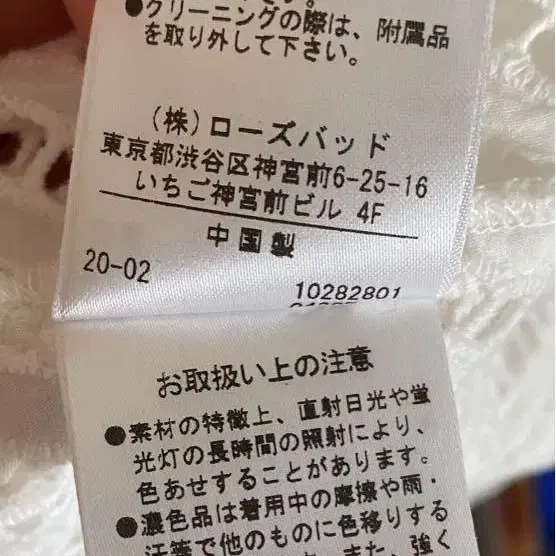 ●クリーニングの際は、附属品
を取り外して下さい。
(株)ローズバッド
東京都渋谷区神宮前6-25-16
いちご神宮前ビル 4F
中国製
20-02
10282801
お取扱い上の注意
●素材の特徴上、直射日光や蛍
光灯の長時間の照射により、
色あせすることがあります。
●濃色品は着用中の摩擦や雨・
汗等で他のものに色移りする
また、強く